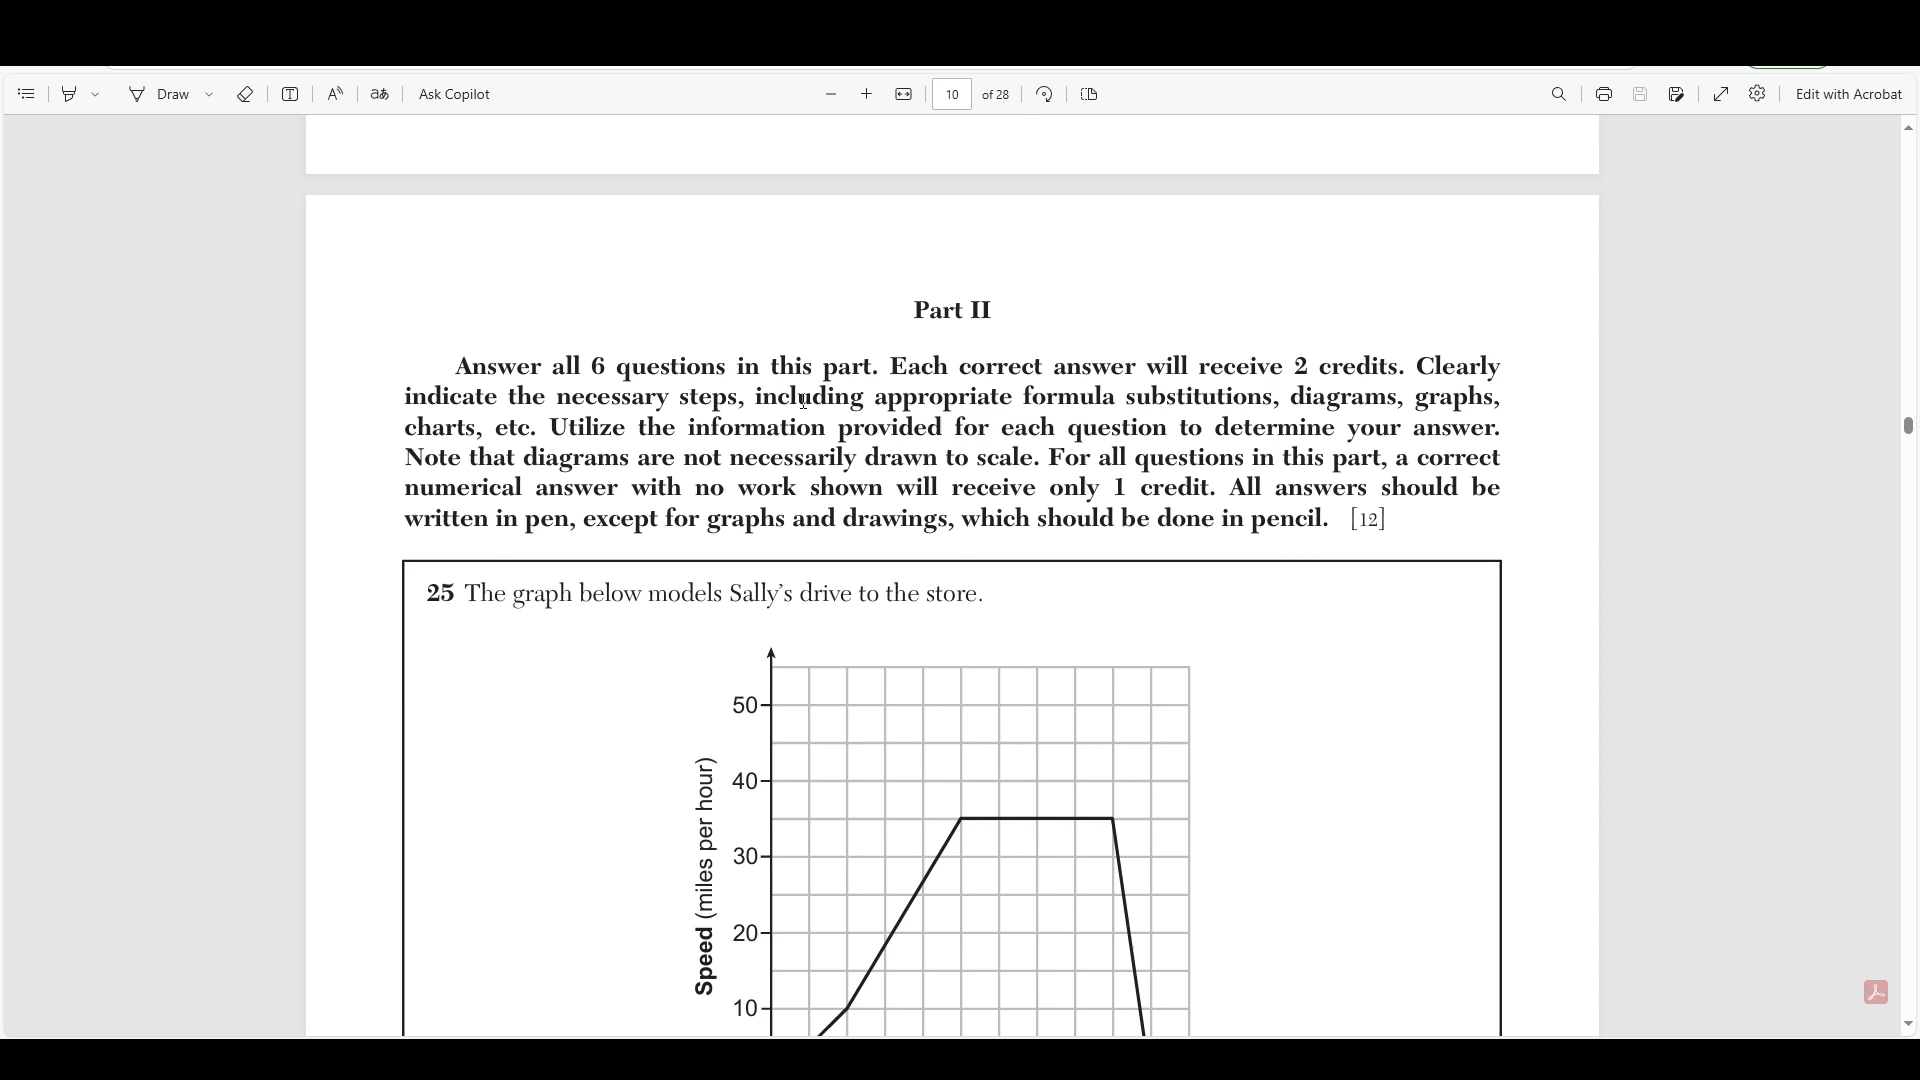 Draw
Ask Copilot
10 of 28
Edit with Acrobat
Part II
Answer all 6 questions in this part. Each correct answer will receive 2 credits. Clearly
indicate the necessary steps, including appropriate formula substitutions, diagrams, graphs,
charts, etc. Utilize the information provided for each question to determine your answer.
Note that diagrams are not necessarily drawn to scale. For all questions in this part, a correct
numerical answer with no work shown will receive only 1 credit. All answers should be
written in pen, except for graphs and drawings, which should be done in pencil. [12]
25 The graph below models Sally’s drive to the store.
50
40
30
20
10
Speed (miles per hour)